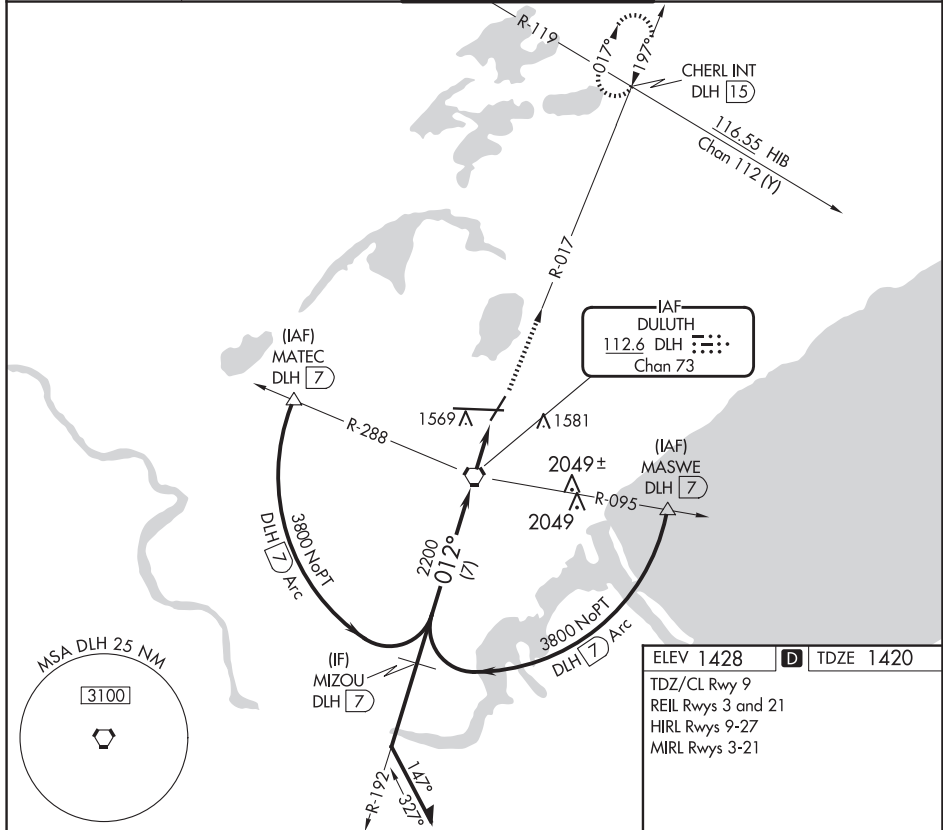 R-119
017°
197°
CHERL INT
DLH 15
116.55 HIB
Chan 112 (Y)
R-017
IAF
DULUTH
112.6 DLH
Chan 73
(IAF)
MATEC
DLH 7
R-288
1569
1581
(IAF)
MASWE
DLH 7
2049±
R-095
2049
3800 NoPT
DLH 7 Arc
2200
012°
(7)
3800 NoPT
DLH 7 Arc
(IF)
MIZOU
DLH 7
147°
327°
R-192
MSA DLH 25 NM
3100
ELEV 1428 D TDZE 1420
TDZ/CL Rwy 9
REIL Rwys 3 and 21
HIRL Rwys 9-27
MIRL Rwys 3-21